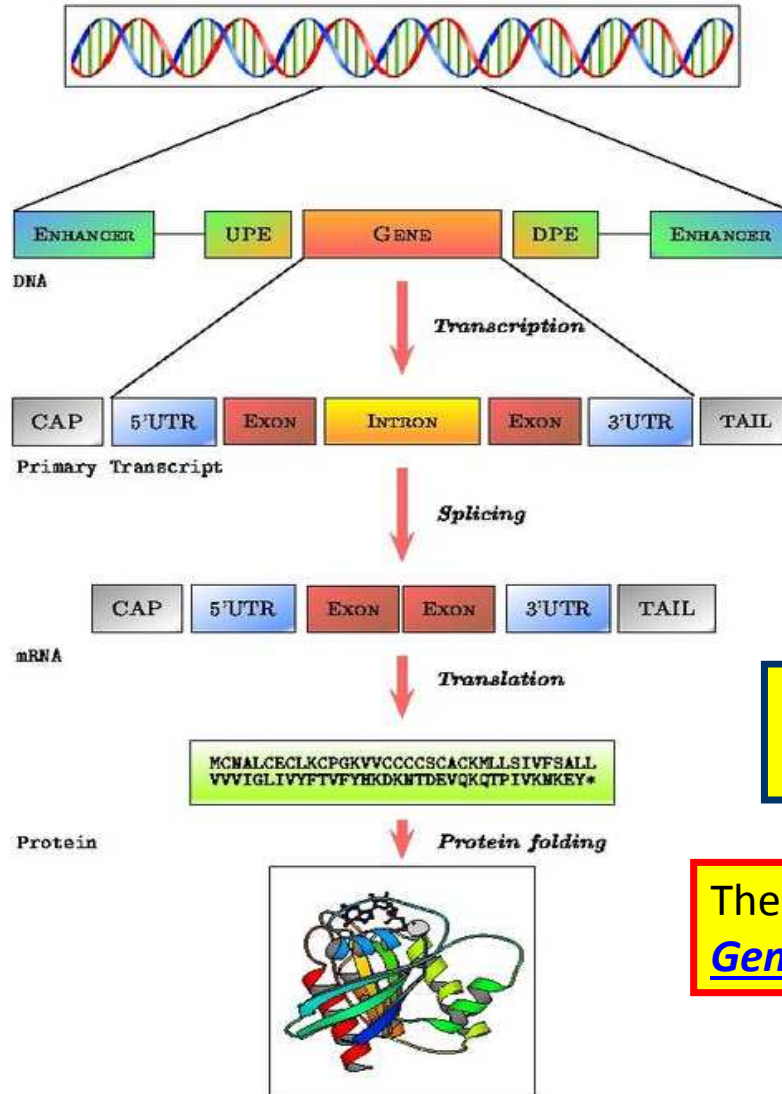 ENHANCER UPE GENE DPE ENHANCER
DNA
Transcription
CAP 5'UTR EXON INTRON EXON 3'UTR TAIL
Primary Transcript
Splicing
CAP 5'UTR EXON EXON 3'UTR TAIL
mRNA
Translation
MCNALCECLKCPGKVVCCCCSCACKMLLSIVFSALL
VVVIGLIVYFTVFYHKDKNTDEVQKQTPIVKNKEY*
Protein
Protein folding
The
Gen